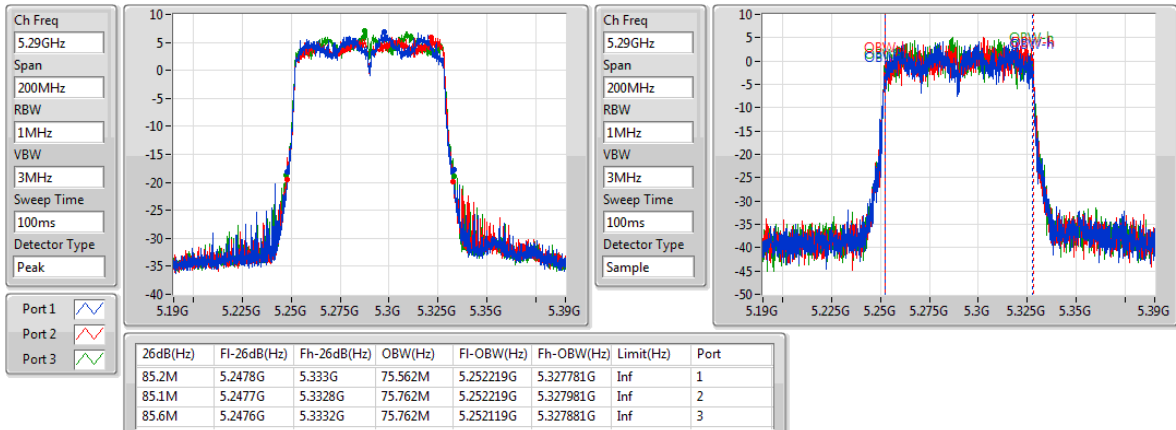 Ch Freq
5.29GHz
Span
200MHz
RBW
1MHz
VBW
3MHz
Sweep Time
100ms
Detector Type
Peak
10
5
0
-5
-10
-15
-20
-25
-30
-35
-40
5.19G 5.225G 5.25G 5.275G 5.3G 5.325G 5.35G 5.39G
Ch Freq
5.29GHz
Span
200MHz
RBW
1MHz
VBW
3MHz
Sweep Time
100ms
Detector Type
Sample
10
5
0
-5
-10
-15
-20
-25
-30
-35
-40
-45
-50
5.19G 5.225G 5.25G 5.275G 5.3G 5.325G 5.35G 5.39G
Port 1
Port 2
Port 3
26dB(Hz) Fl-26dB(Hz) Fh-26dB(Hz) OBW(Hz) Fl-OBW(Hz) Fh-OBW(Hz) Limit(Hz) Port
85.2M 5.2478G 5.333G 75.562M 5.252219G 5.327781G Inf 1
85.1M 5.2477G 5.3328G 75.762M 5.252219G 5.327981G Inf 2
85.6M 5.2476G 5.3332G 75.762M 5.252119G 5.327881G Inf 3